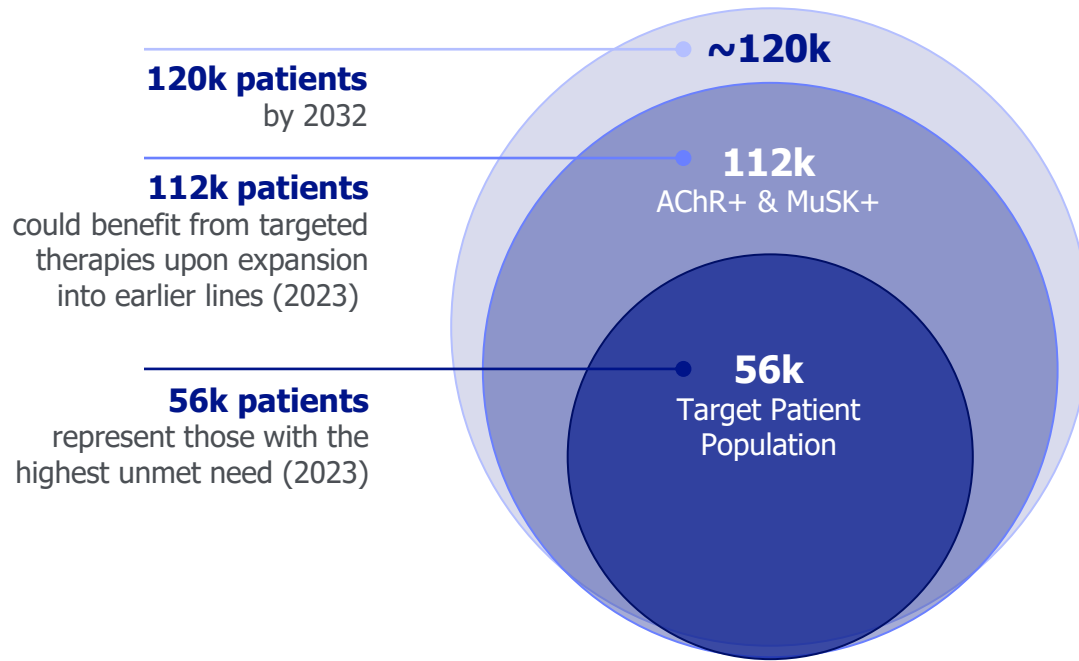 120k patients
by 2032
112k patients
could benefit from targeted
therapies upon expansion
into earlier lines (2023)
56k patients
represent those with the
highest unmet need (2023)
~120k
112k
AChR+ & MuSK+
56k
Target Patient
Population